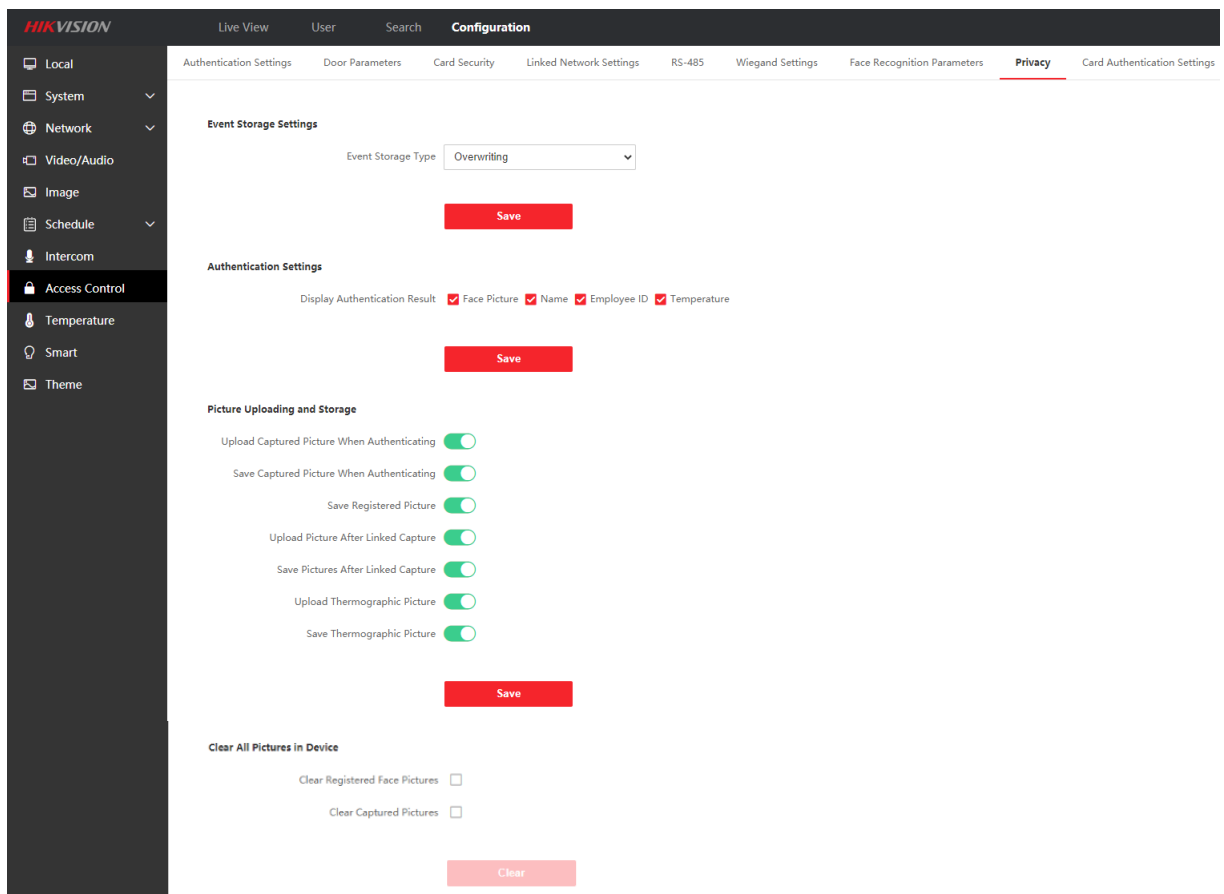 HIKVISION Live View User Search Configuration
Local
System
Network
Video/Audio
Image
Schedule
Intercom
Access Control
Temperature
Smart
Theme
Authentication Settings Door Parameters Card Security Linked Network Settings RS-485 Wiegand Settings Face Recognition Parameters Privacy Card Authentication Settings
Event Storage Settings
Event Storage Type Overwriting
Save
Authentication Settings
Display Authentication Result Face Picture Name Employee ID Temperature
Save
Picture Uploading and Storage
Upload Captured Picture When Authenticating
Save Captured Picture When Authenticating
Save Registered Picture
Upload Picture After Linked Capture
Save Pictures After Linked Capture
Upload Thermographic Picture
Save Thermographic Picture
Save
Clear All Pictures in Device
Clear Registered Face Pictures
Clear Captured Pictures
Clear